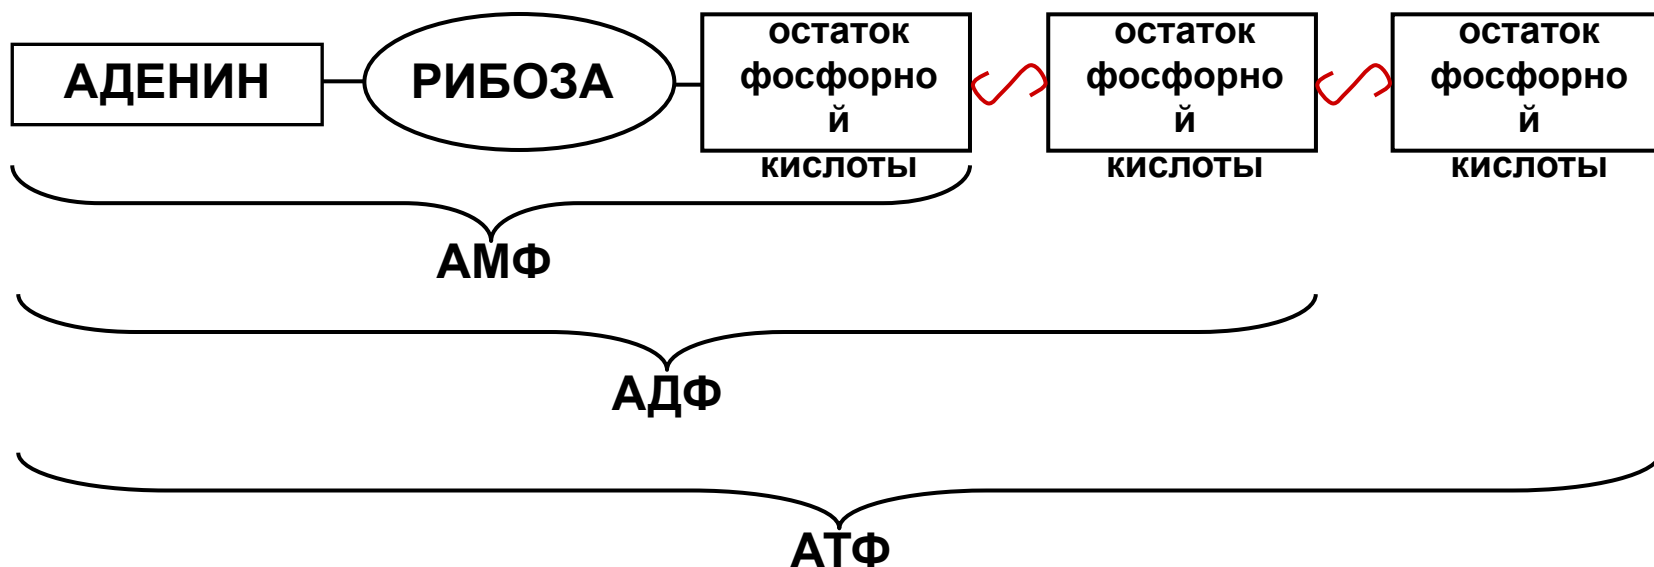 АДЕНИН
РИБОЗА
остаток
фосфорно
й
кислоты
остаток
фосфорно
й
кислоты
остаток
фосфорно
й
кислоты
АМФ
АДФ
АТФ